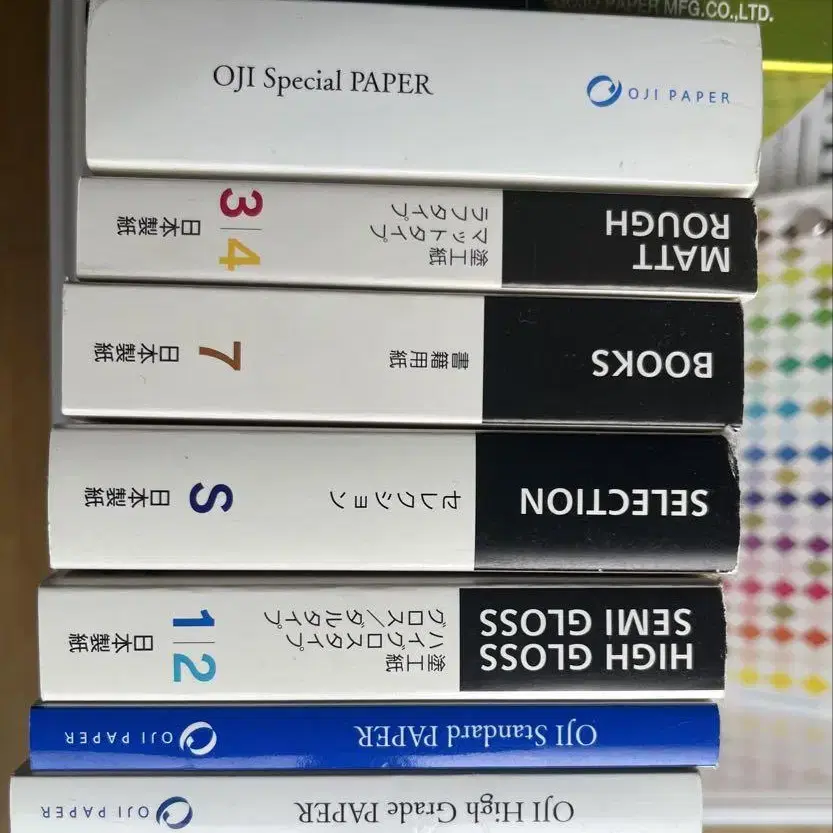 PAPER MFG.CO.,LTD.
OJI Special PAPER
OJI PAPER
MATT
ROUGH
塗工紙
マットタイプ
ラフタイプ
3|4
日本製紙
BOOKS
書籍用紙
7
日本製紙
SELECTION
セレクション
S
日本製紙
HIGH GLOSS
SEMI GLOSS
塗工紙
ハイグロスタイプ
グロス/ダルタイプ
1|2
日本製紙
OJI Standard PAPER
OJI PAPER
OJI High Grade PAPER
OJI PAPER